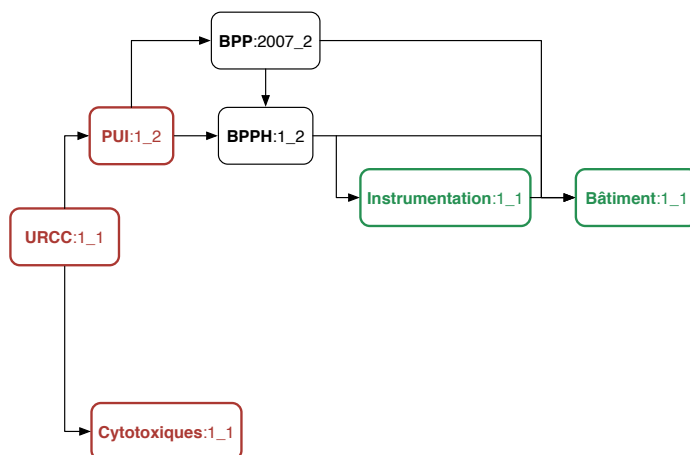 BPP:2007_2
PUI:1_2
BPPH:1_2
Instrumentation:1_1
Bâtiment:1_1
URCC:1_1
Cytotoxiques:1_1